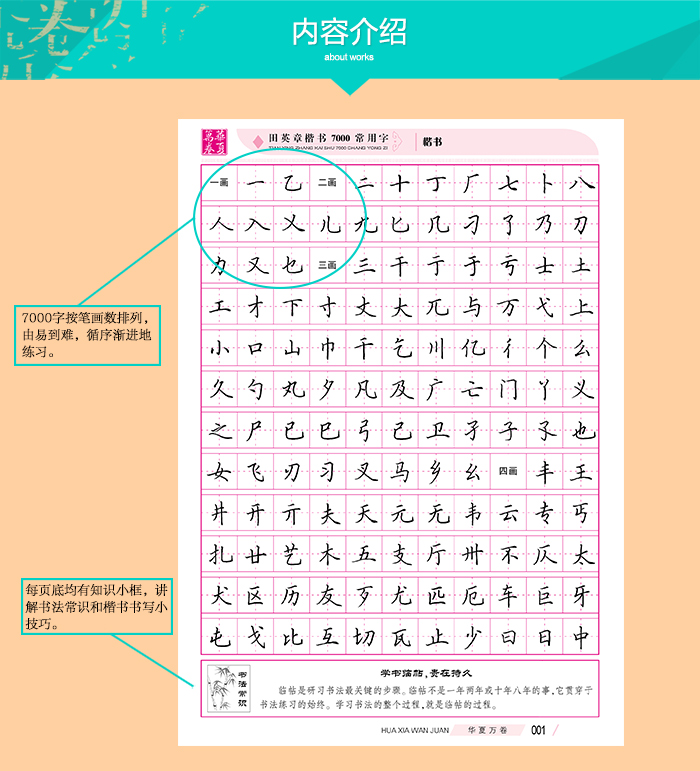 内容介绍
about works
華夏萬卷
田英章楷书 7000 常用字
TIAN YING ZHANG KAI SHU 7000 CHANG YONG ZI
楷书
一画 一 乙 二画 二 十 丁 厂 七 卜 八
人 入 乂 儿 尤 匕 几 刁 了 乃 刀
力 又 乜 三画 三 干 亍 于 亏 士 土
工 才 下 寸 丈 大 兀 与 万 弋 上
小 口 山 巾 千 乞 川 亿 彳 个 么
久 勺 丸 夕 凡 及 广 亡 门 丫 义
之 尸 已 巳 弓 己 卫 孑 子 孓 也
女 飞 刃 习 叉 马 乡 幺 四画 丰 王
井 开 亓 夫 天 元 无 韦 云 专 丐
扎 廿 艺 木 五 支 厅 卅 不 仄 太
犬 区 历 友 歹 尤 匹 厄 车 巨 牙
屯 戈 比 互 切 瓦 止 少 曰 日 中
7000字按笔画数排列，
由易到难，循序渐进地
练习。
每页底均有知识小框，讲
解书法常识和楷书书写小
技巧。
书法常识
学书临帖，贵在持久
临帖是研习书法最关键的步骤。临帖不是一年两年或十年八年的事，它贯穿于
书法练习的始终。学习书法的整个过程，就是临帖的过程。
HUA XIA WAN JUAN
华夏万卷
001